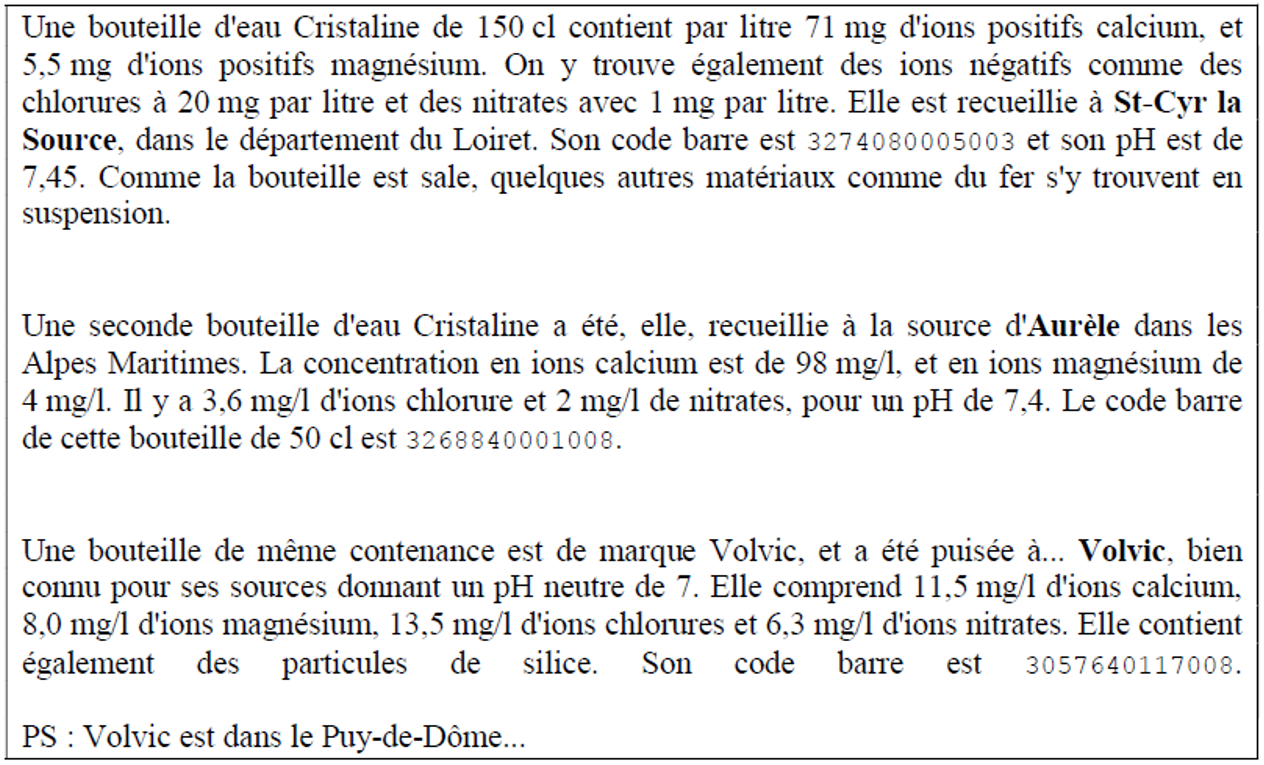 Une bouteille d'eau Cristaline de 150 cl contient par litre 71 mg d'ions positifs calcium, et
5,5 mg d'ions positifs magnésium. On y trouve également des ions négatifs comme des
chlorures à 20 mg par litre et des nitrates avec 1 mg par litre. Elle est recueillie à St-Cyr la
Source, dans le département du Loiret. Son code barre est 3274080005003 et son pH est de
7,45. Comme la bouteille est sale, quelques autres matériaux comme du fer s'y trouvent en
suspension.
Une seconde bouteille d'eau Cristaline a été, elle, recueillie à la source d'Aurèle dans les
Alpes Maritimes. La concentration en ions calcium est de 98 mg/l, et en ions magnésium de
4 mg/l. Il y a 3,6 mg/l d'ions chlorure et 2 mg/l de nitrates, pour un pH de 7,4. Le code barre
de cette bouteille de 50 cl est 3268840001008.
Une bouteille de même contenance est de marque Volvic, et a été puisée à... Volvic, bien
connu pour ses sources donnant un pH neutre de 7. Elle comprend 11,5 mg/l d'ions calcium,
8,0 mg/l d'ions magnésium, 13,5 mg/l d'ions chlorures et 6,3 mg/l d'ions nitrates. Elle contient
également des particules de silice. Son code barre est 3057640117008.
PS : Volvic est dans le Puy-de-Dôme...